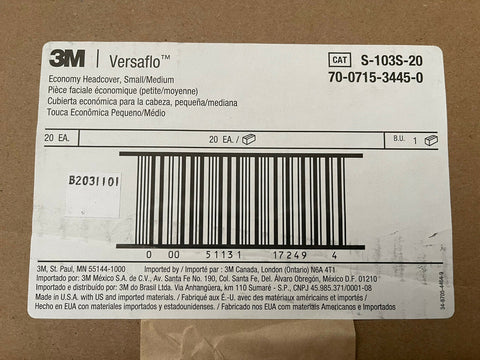 3M Versaflo™ CAT S-103S-20
70-0715-3445-0
Economy Headcover, Small/Medium
Pièce faciale économique (petite/moyenne)
Cubierta económica para la cabeza, pequeña/mediana
Touca Econômica Pequeno/Médio
20 EA. 20 EA. / B.U. 1
B2031101
0 00 51131 17249 4
3M, St. Paul, MN 55144-1000 Imported by / Importé par : 3M Canada, London (Ontario) N6A 4T1
Importado por: 3M México S.A. de C.V., Av. Santa Fe No. 190, Col. Santa Fe, Del. Álvaro Obregón, México D.F. 01210
Importado por: 3M do Brasil Ltda. Via Anhangüera, km 110 Sumaré - S.P., CNPJ 45.985.371/0001-08
Made in U.S.A. with US and imported materials. / Fabriqué aux É.-U. avec des matériaux américains et importés /
Hecho en EUA con materiales importados y estadounidenses. / Fabricado nos EUA com materiais Americanos e Importados
34-8705-4464-9